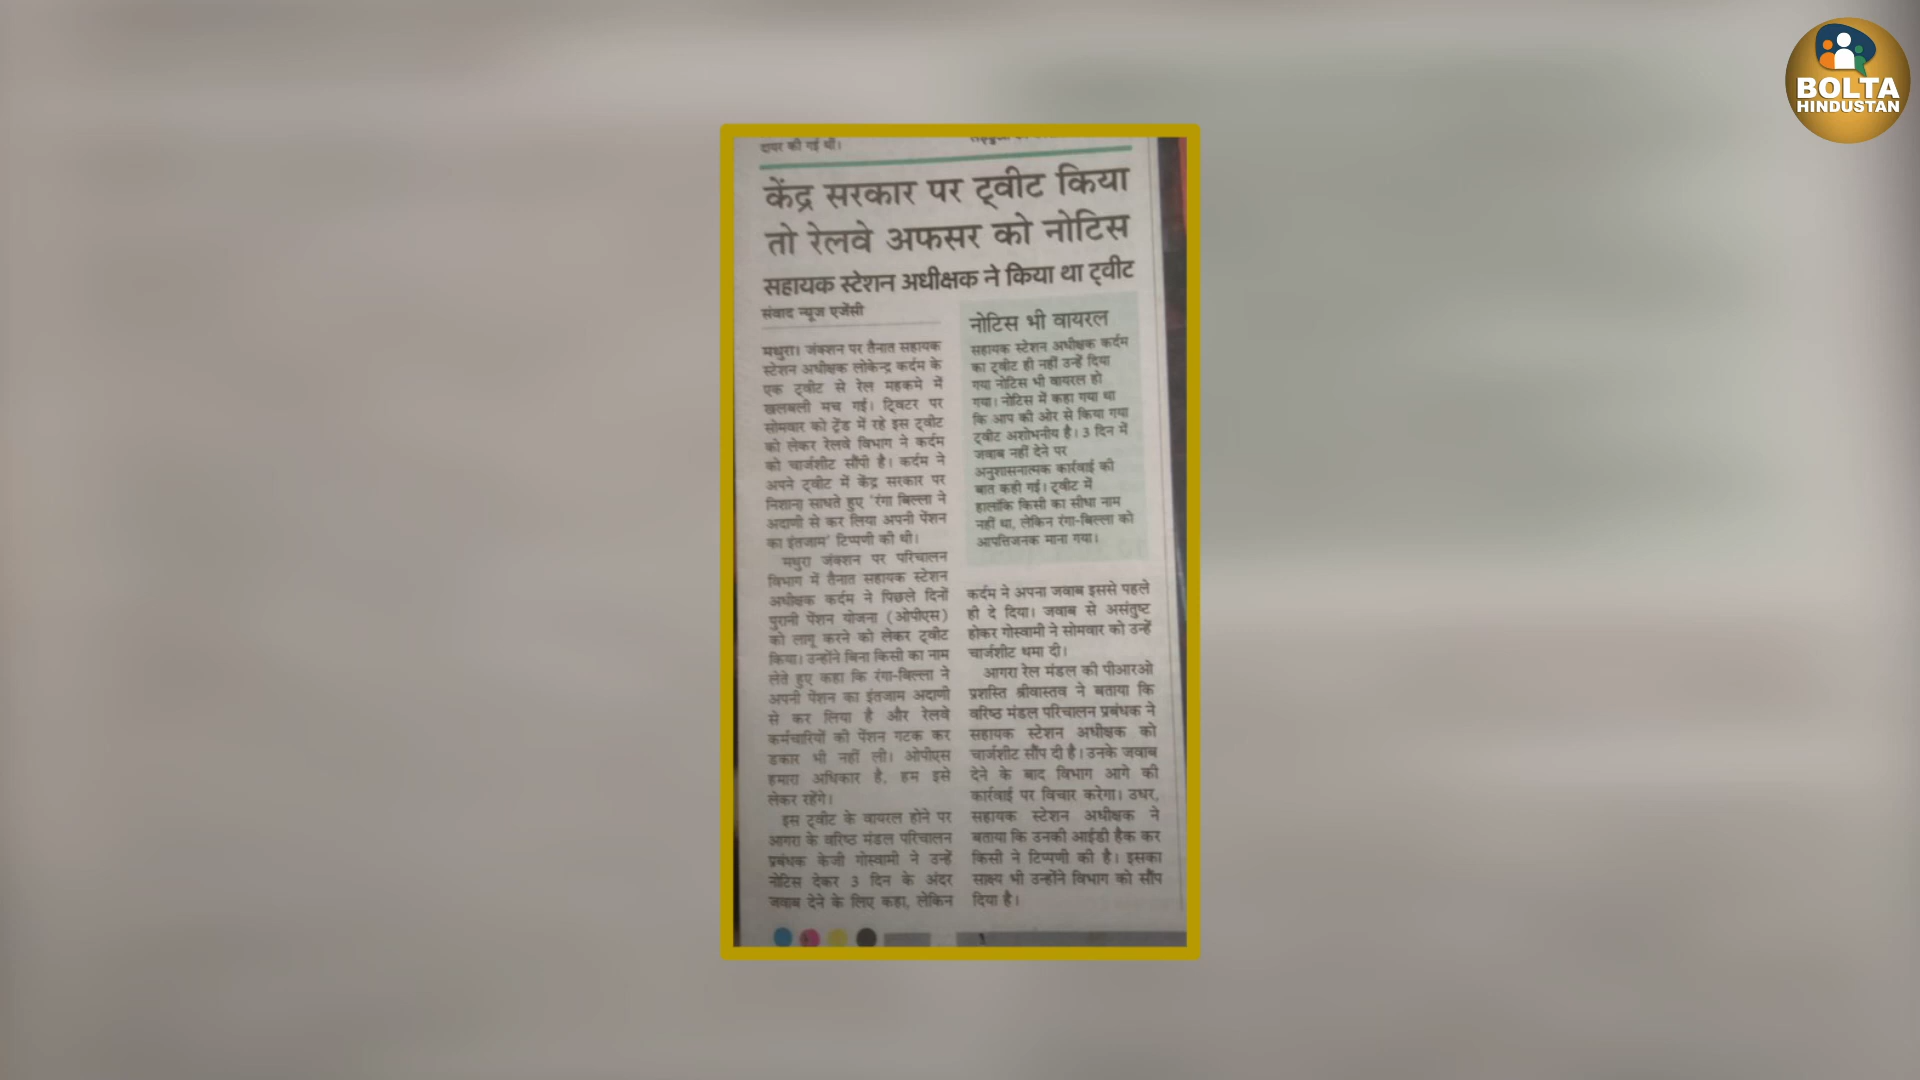 BOLTA
HINDUSTAN
दायर की गई थीं।
केंद्र सरकार पर ट्वीट किया
तो रेलवे अफसर को नोटिस
सहायक स्टेशन अधीक्षक ने किया था ट्वीट
संवाद न्यूज एजेंसी
मथुरा। जंक्शन पर तैनात सहायक
स्टेशन अधीक्षक लोकेन्द्र कर्दम के
एक ट्वीट से रेल महकमे में
खलबली मच गई। ट्विटर पर
सोमवार को ट्रेंड में रहे इस ट्वीट
को लेकर रेलवे विभाग ने कर्दम
को चार्जशीट सौंपी है। कर्दम ने
अपने ट्वीट में केंद्र सरकार पर
निशाना साधते हुए 'रंगा बिल्ला ने
अदाणी से कर लिया अपनी पेंशन
का इंतजाम' टिप्पणी की थी।
मथुरा जंक्शन पर परिचालन
विभाग में तैनात सहायक स्टेशन
अधीक्षक कर्दम ने पिछले दिनों
पुरानी पेंशन योजना (ओपीएस)
को लागू करने को लेकर ट्वीट
किया। उन्होंने बिना किसी का नाम
लेते हुए कहा कि रंगा-बिल्ला ने
अपनी पेंशन का इंतजाम अदाणी
से कर लिया है और रेलवे
कर्मचारियों की पेंशन गटक कर
डकार भी नहीं ली। ओपीएस
हमारा अधिकार है, हम इसे
लेकर रहेंगे।
इस ट्वीट के वायरल होने पर
आगरा के वरिष्ठ मंडल परिचालन
प्रबंधक केजी गोस्वामी ने उन्हें
नोटिस देकर 3 दिन के अंदर
जवाब देने के लिए कहा, लेकिन
नोटिस भी वायरल
सहायक स्टेशन अधीक्षक कर्दम
का ट्वीट ही नहीं उन्हें दिया
गया नोटिस भी वायरल हो
गया। नोटिस में कहा गया था
कि आप की ओर से किया गया
ट्वीट अशोभनीय है। 3 दिन में
जवाब नहीं देने पर
अनुशासनात्मक कार्रवाई की
बात कही गई। ट्वीट में
हालांकि किसी का सीधा नाम
नहीं था, लेकिन रंगा-बिल्ला को
आपत्तिजनक माना गया।
कर्दम ने अपना जवाब इससे पहले
ही दे दिया। जवाब से असंतुष्ट
होकर गोस्वामी ने सोमवार को उन्हें
चार्जशीट थमा दी।
आगरा रेल मंडल की पीआरओ
प्रशस्ति श्रीवास्तव ने बताया कि
वरिष्ठ मंडल परिचालन प्रबंधक ने
सहायक स्टेशन अधीक्षक को
चार्जशीट सौंप दी है। उनके जवाब
देने के बाद विभाग आगे की
कार्रवाई पर विचार करेगा। उधर,
सहायक स्टेशन अधीक्षक ने
बताया कि उनकी आईडी हैक कर
किसी ने टिप्पणी की है। इसका
साक्ष्य भी उन्होंने विभाग को सौंप
दिया है।